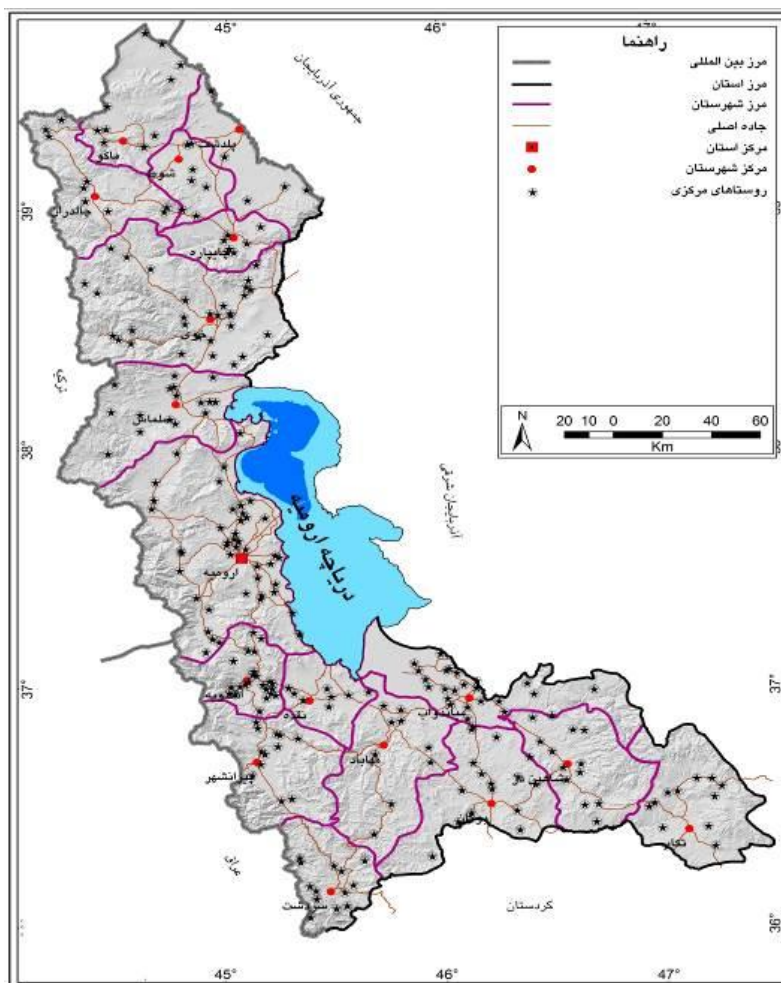 45° 46° 47°
راهنما
مرز بین المللی
مرز استان
مرز شهرستان
جاده اصلی
مرکز استان
مرکز شهرستان
روستاهای مرکزی
جمهوری آذربایجان
پلدشت
ماکو
شوط
39°
چالدران
چایپاره
خوی
ترکیه
سلماس
N
20 10 0 20 40 60
Km
38°
آذربایجان شرقی
دریاچه ارومیه
ارومیه
37° 37°
اشنویه
نقده
میاندوآب
مهاباد
پیرانشهر
شاهین دژ
تکاب
عراق
سردشت
کردستان
36° 36°
45° 46° 47°